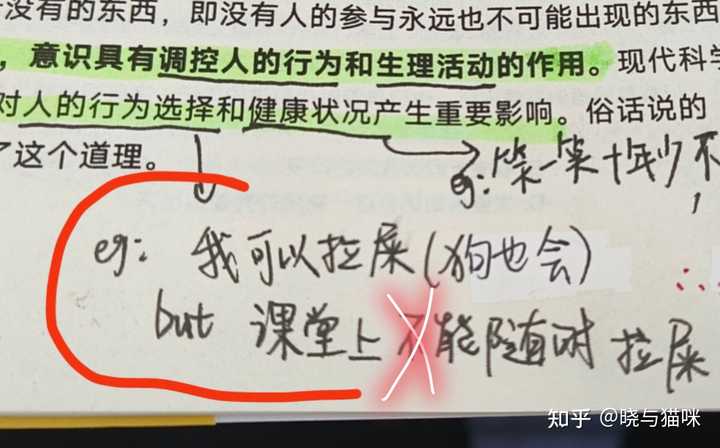 没有的东西，即没有人的参与永远也不可能出现的东西
，意识具有调控人的行为和生理活动的作用。现代科学
对人的行为选择和健康状况产生重要影响。俗话说的
了这个道理。
eg: 笑一笑 十年少 不
eg: 我可以拉屎(狗也会)
but 课堂上不能随时 拉屎
知乎 @晓与猫咪